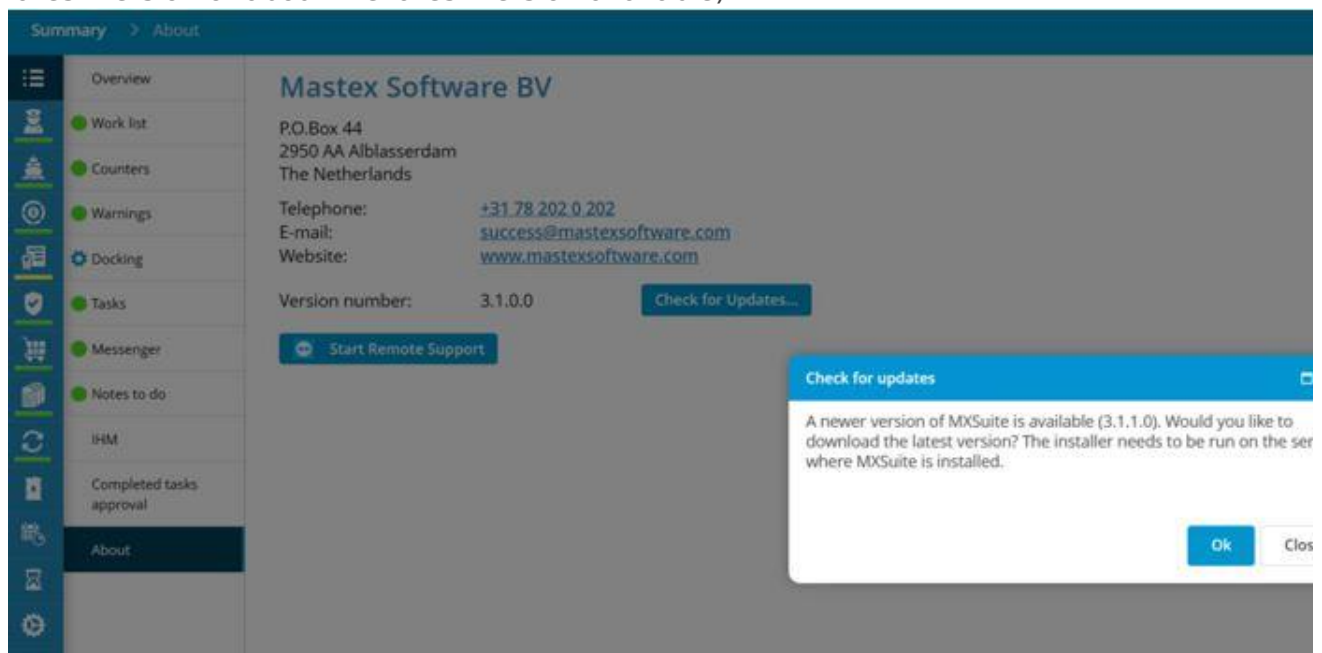 Summary > About
Overview
Work list
Counters
Warnings
Docking
Tasks
Messenger
Notes to do
IHM
Completed tasks
approval
About
Mastex Software BV
P.O.Box 44
2950 AA Alblasserdam
The Netherlands
Telephone: +31 78 202 0 202
E-mail: success@mastexsoftware.com
Website: www.mastexsoftware.com
Version number: 3.1.0.0 Check for Updates...
Start Remote Support
Check for updates
A newer version of MXSuite is available (3.1.1.0). Would you like to
download the latest version? The installer needs to be run on the ser
where MXSuite is installed.
Ok Clos